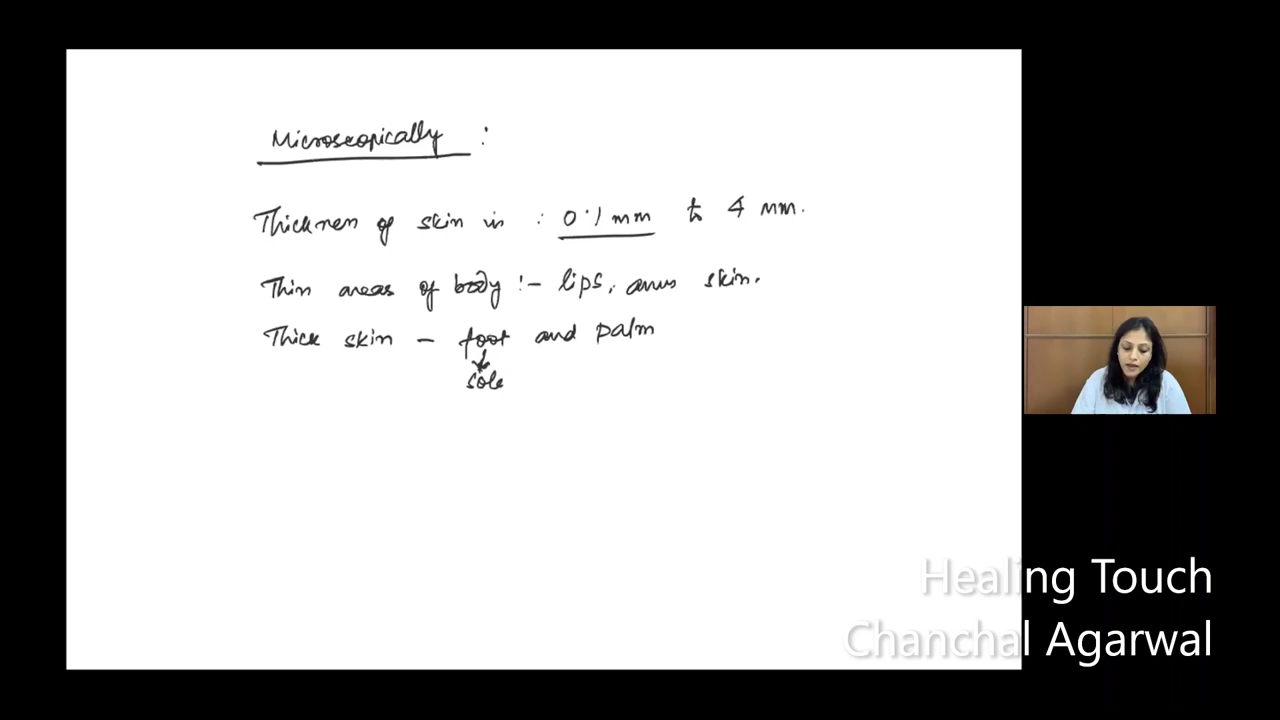 Microscopically :
Thickness of skin is : 0.1 mm to 4 mm.
Thin areas of body :- lips, anus skin.
Thick skin - foot and palm
sole
Healing Touch
Chanchal Agarwal